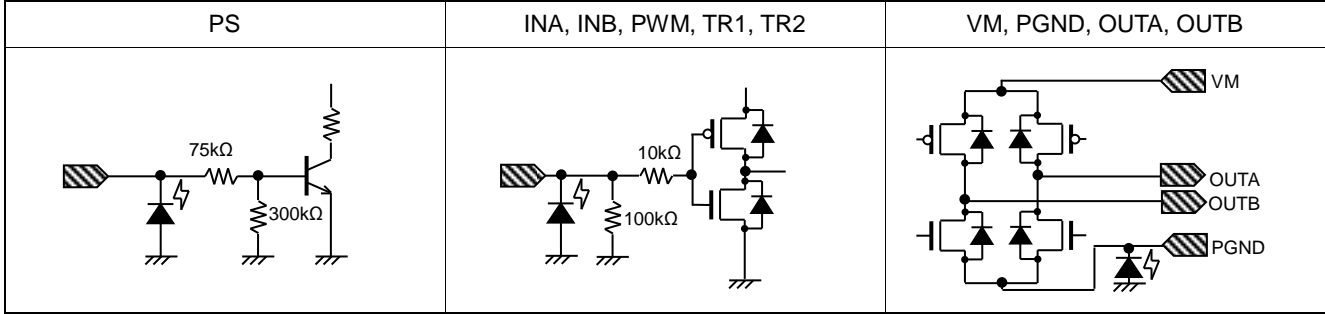 PS
INA, INB, PWM, TR1, TR2
VM, PGND, OUTA, OUTB
75kΩ
300kΩ
10kΩ
100kΩ
VM
OUTA
OUTB
PGND